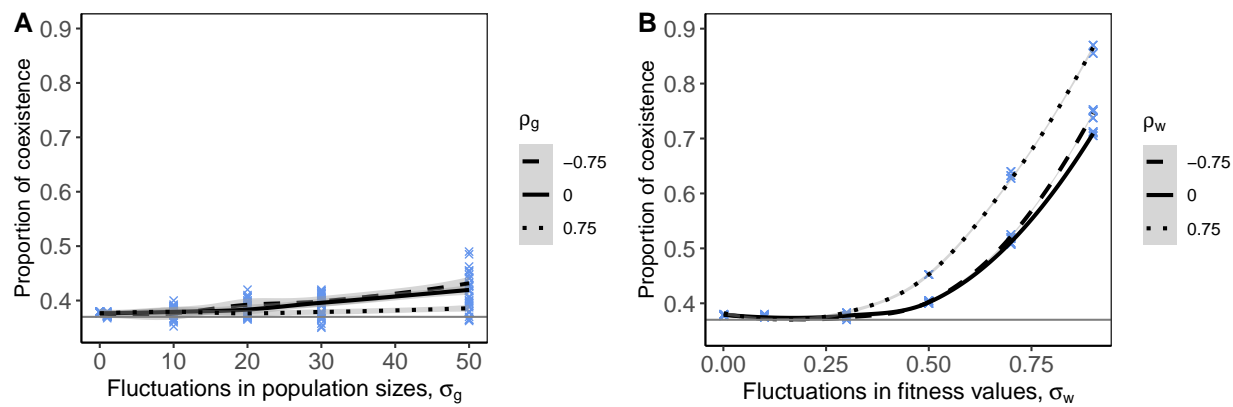 A
Proportion of coexistence
0.9
0.8
0.7
0.6
0.5
0.4
0 10 20 30 40 50
Fluctuations in population sizes, σg
ρg
−0.75
0
0.75
B
Proportion of coexistence
0.9
0.8
0.7
0.6
0.5
0.4
0.00 0.25 0.50 0.75
Fluctuations in fitness values, σw
ρw
−0.75
0
0.75